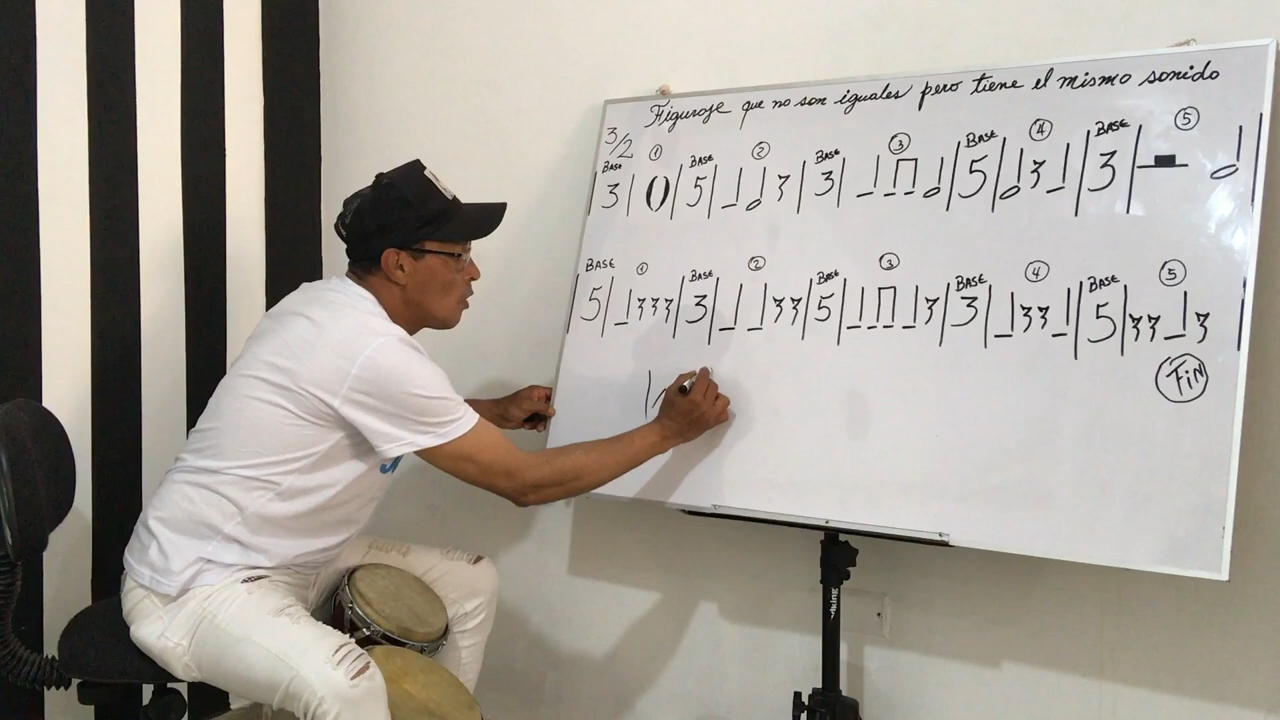 Figuraje que no son iguales pero tiene el mismo sonido
3/2
BASE 1 BASE 2 BASE 3 BASE 4 BASE 5
3 5 3 5 3
BASE 1 BASE 2 BASE 3 BASE 4 BASE 5
5 3 5 3 5
FiN